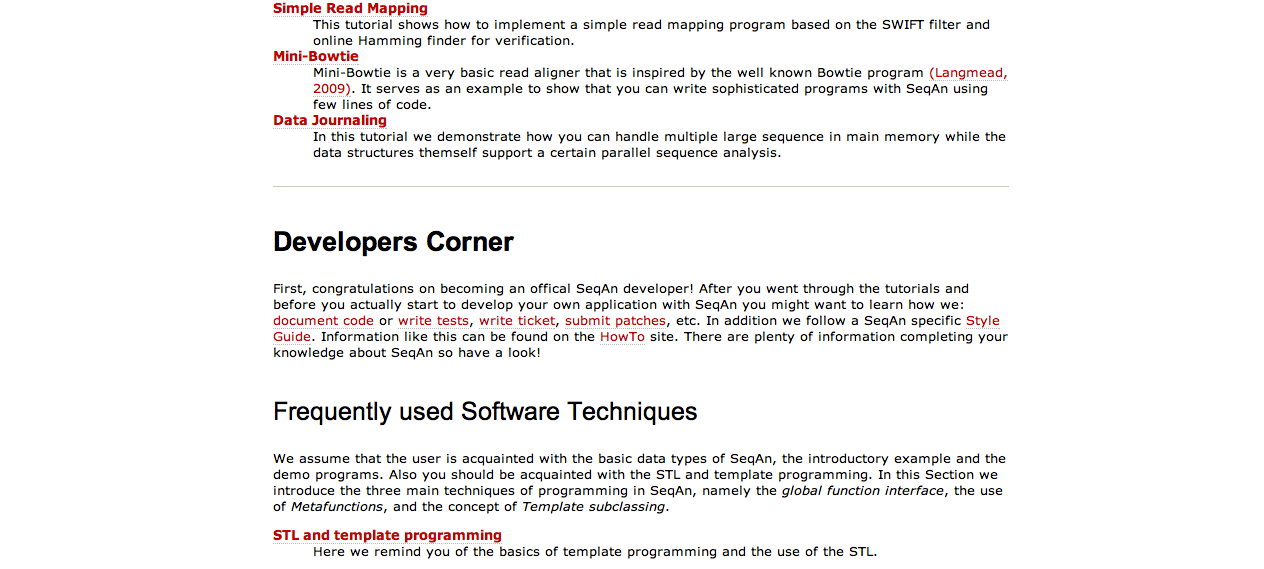 Simple Read Mapping
This tutorial shows how to implement a simple read mapping program based on the SWIFT filter and
online Hamming finder for verification.
Mini-Bowtie
Mini-Bowtie is a very basic read aligner that is inspired by the well known Bowtie program (Langmead,
2009). It serves as an example to show that you can write sophisticated programs with SeqAn using
few lines of code.
Data Journaling
In this tutorial we demonstrate how you can handle multiple large sequence in main memory while the
data structures themself support a certain parallel sequence analysis.
Developers Corner
First, congratulations on becoming an offical SeqAn developer! After you went through the tutorials and
before you actually start to develop your own application with SeqAn you might want to learn how we:
document code or write tests, write ticket, submit patches, etc. In addition we follow a SeqAn specific Style
Guide. Information like this can be found on the HowTo site. There are plenty of information completing your
knowledge about SeqAn so have a look!
Frequently used Software Techniques
We assume that the user is acquainted with the basic data types of SeqAn, the introductory example and the
demo programs. Also you should be acquainted with the STL and template programming. In this Section we
introduce the three main techniques of programming in SeqAn, namely the global function interface, the use
of Metafunctions, and the concept of Template subclassing.
STL and template programming
Here we remind you of the basics of template programming and the use of the STL.